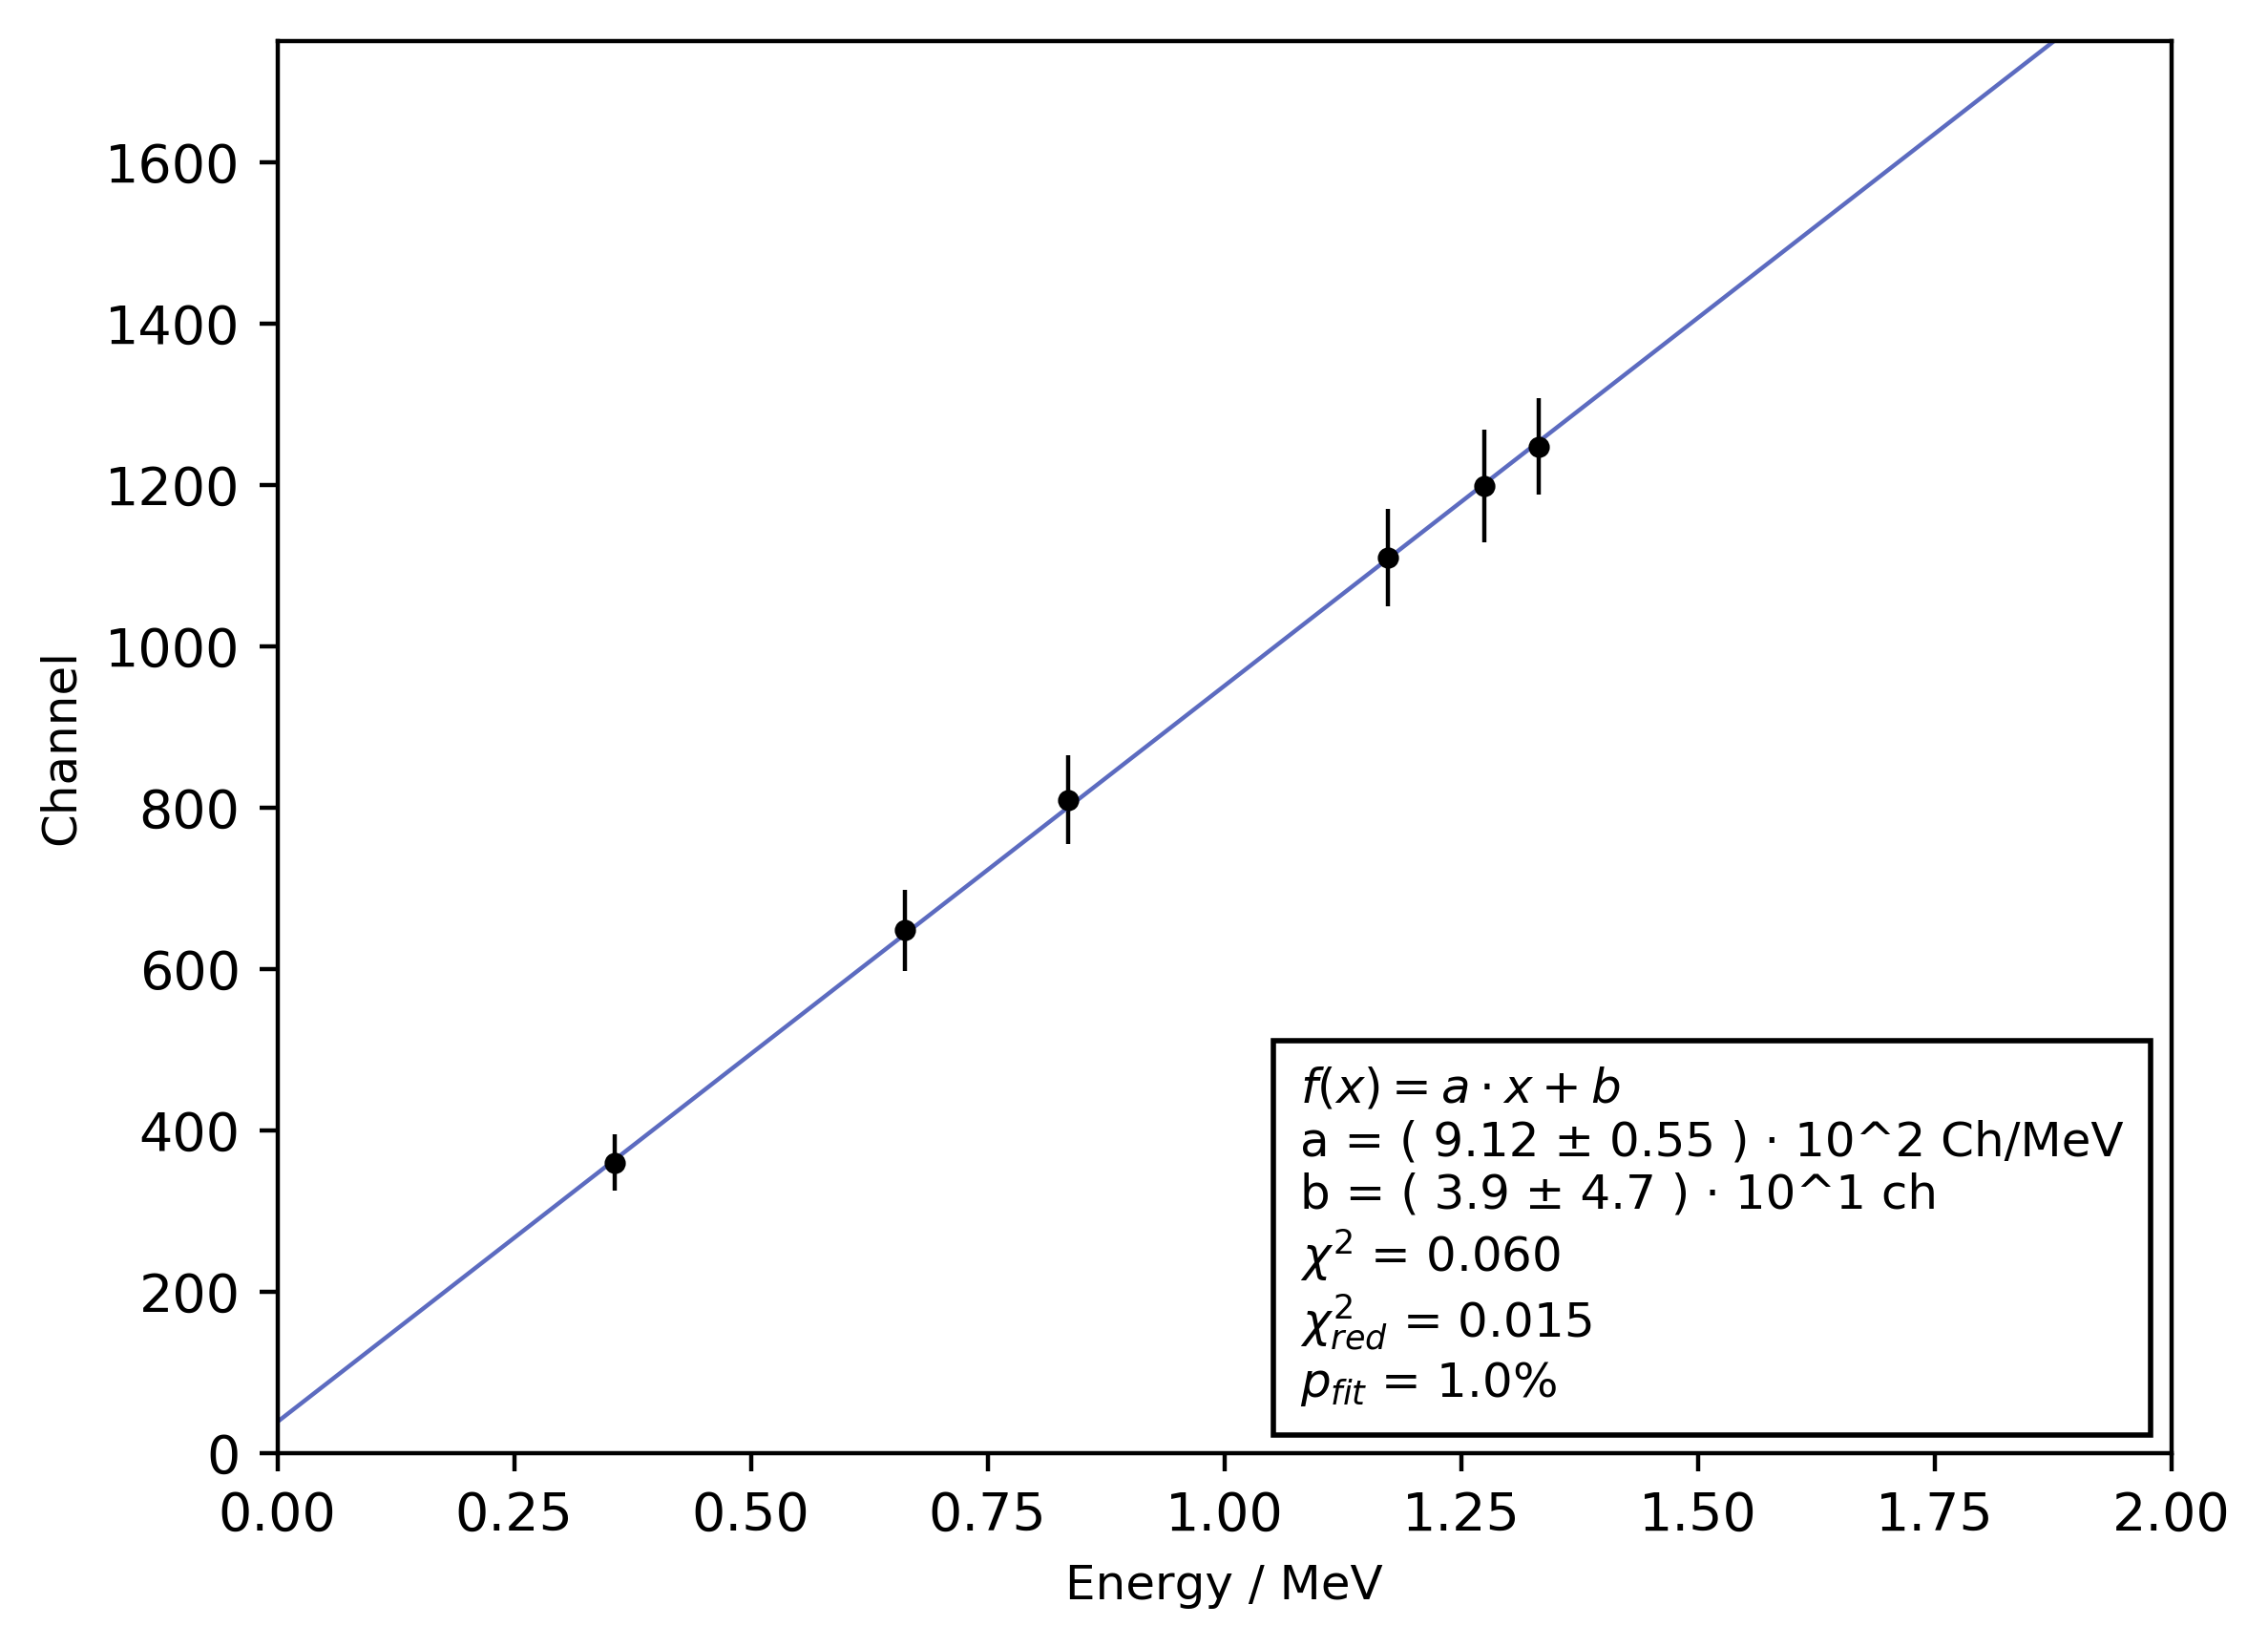 1600
1400
1200
1000
800
600
400
200
0
Channel
f(x) = a · x + b
a = ( 9.12 ± 0.55 ) · 10^2 Ch/MeV
b = ( 3.9 ± 4.7 ) · 10^1 ch
χ² = 0.060
χ²_red = 0.015
p_fit = 1.0%
0.00 0.25 0.50 0.75 1.00 1.25 1.50 1.75 2.00
Energy / MeV